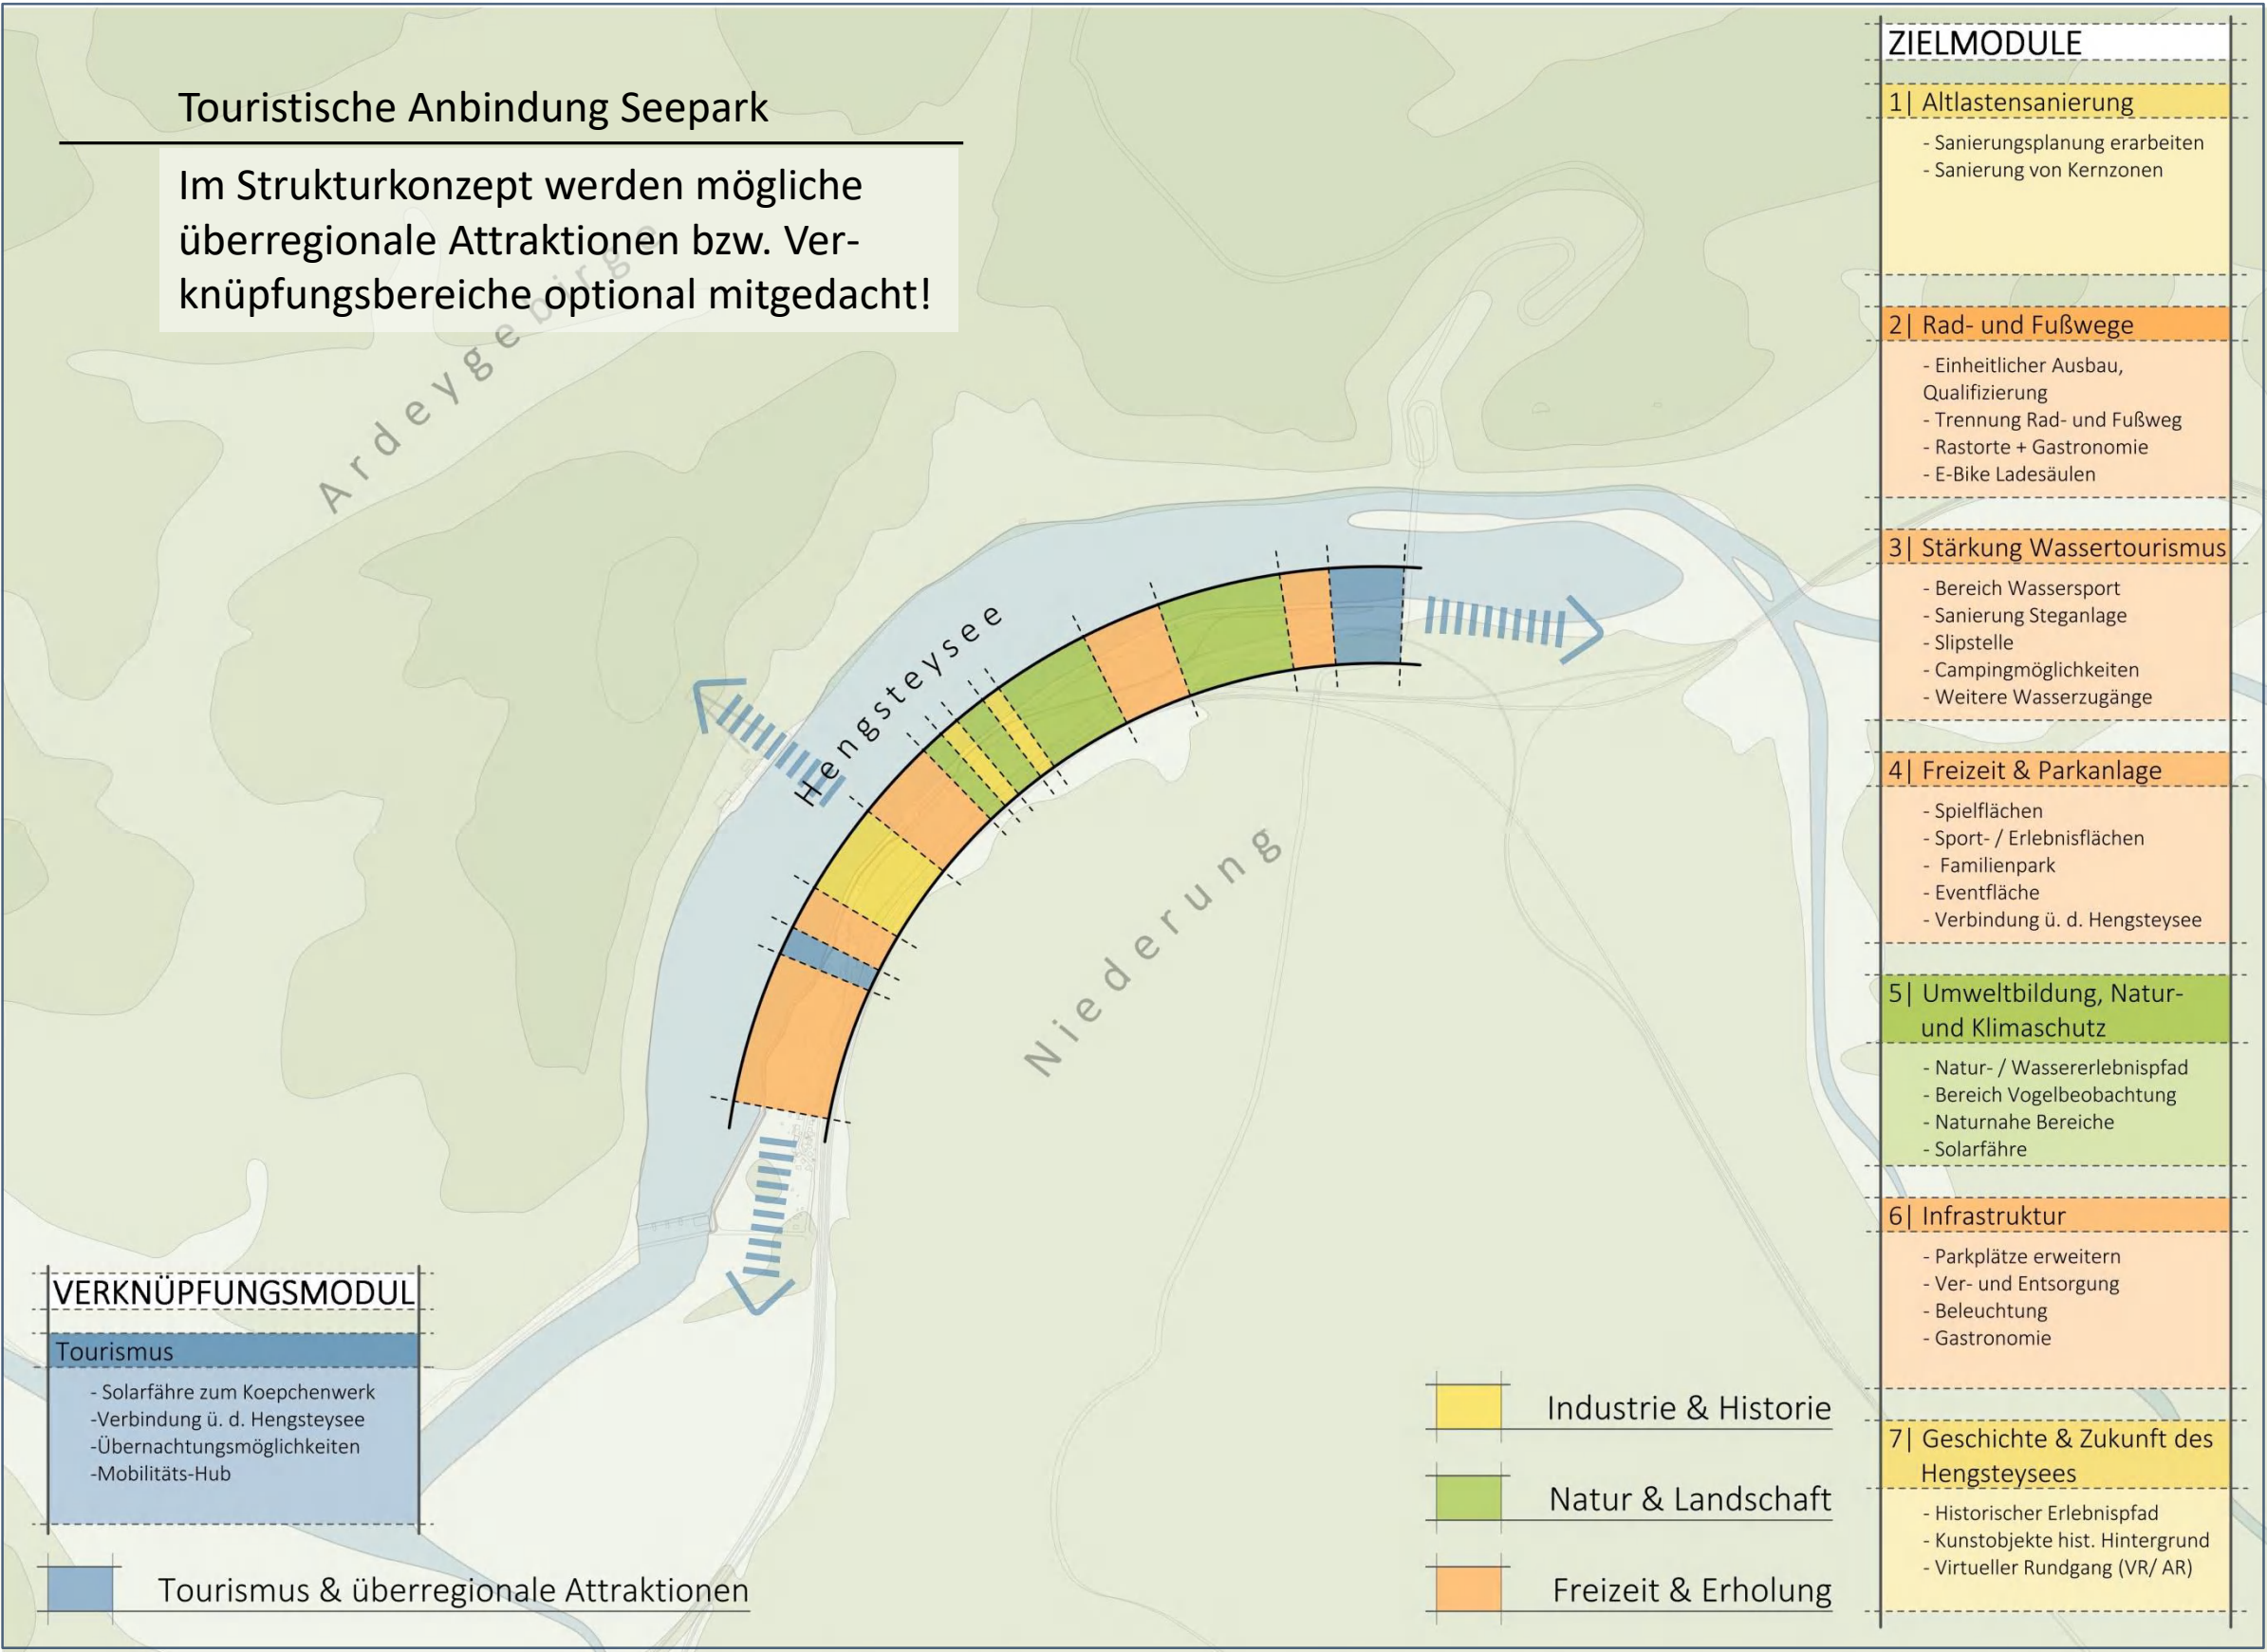 Touristische Anbindung Seepark
Im Strukturkonzept werden mögliche
überregionale Attraktionen bzw. Ver-
knüpfungsbereiche optional mitgedacht!
Ardeygebirge
Hengsteysee
Niederung
VERKNÜPFUNGSMODUL
Tourismus
- Solarfähre zum Koepchenwerk
-Verbindung ü. d. Hengsteysee
-Übernachtungsmöglichkeiten
-Mobilitäts-Hub
Tourismus & überregionale Attraktionen
Industrie & Historie
Natur & Landschaft
Freizeit & Erholung
ZIELMODULE
1| Altlastensanierung
- Sanierungsplanung erarbeiten
- Sanierung von Kernzonen
2| Rad- und Fußwege
- Einheitlicher Ausbau,
Qualifizierung
- Trennung Rad- und Fußweg
- Rastorte + Gastronomie
- E-Bike Ladesäulen
3| Stärkung Wassertourismus
- Bereich Wassersport
- Sanierung Steganlage
- Slipstelle
- Campingmöglichkeiten
- Weitere Wasserzugänge
4| Freizeit & Parkanlage
- Spielflächen
- Sport- / Erlebnisflächen
- Familienpark
- Eventfläche
- Verbindung ü. d. Hengsteysee
5| Umweltbildung, Natur-
und Klimaschutz
- Natur- / Wassererlebnispfad
- Bereich Vogelbeobachtung
- Naturnahe Bereiche
- Solarfähre
6| Infrastruktur
- Parkplätze erweitern
- Ver- und Entsorgung
- Beleuchtung
- Gastronomie
7| Geschichte & Zukunft des
Hengsteysees
- Historischer Erlebnispfad
- Kunstobjekte hist. Hintergrund
- Virtueller Rundgang (VR/ AR)